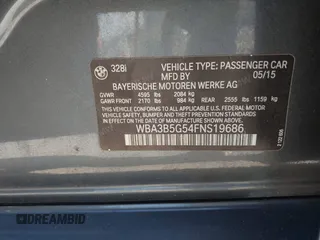 328i VEHICLE TYPE: PASSENGER CAR
05/15
BAYERISCHE MOTOREN WERKE AG
GVWR 4595 LBS 2084 KG
GAWR FRONT 2170 LBS 984 KG GAWR REAR 2555 LBS 1159 KG
THIS VEHICLE CONFORMS TO ALL APPLICABLE FEDERAL MOTOR VEHICLE
SAFETY, BUMPER AND THEFT PREVENTION STANDARDS
IN EFFECT ON THE DATE OF MANUFACTURE SHOWN ABOVE.
WBA3B5G54FNS19686
DREAMBID